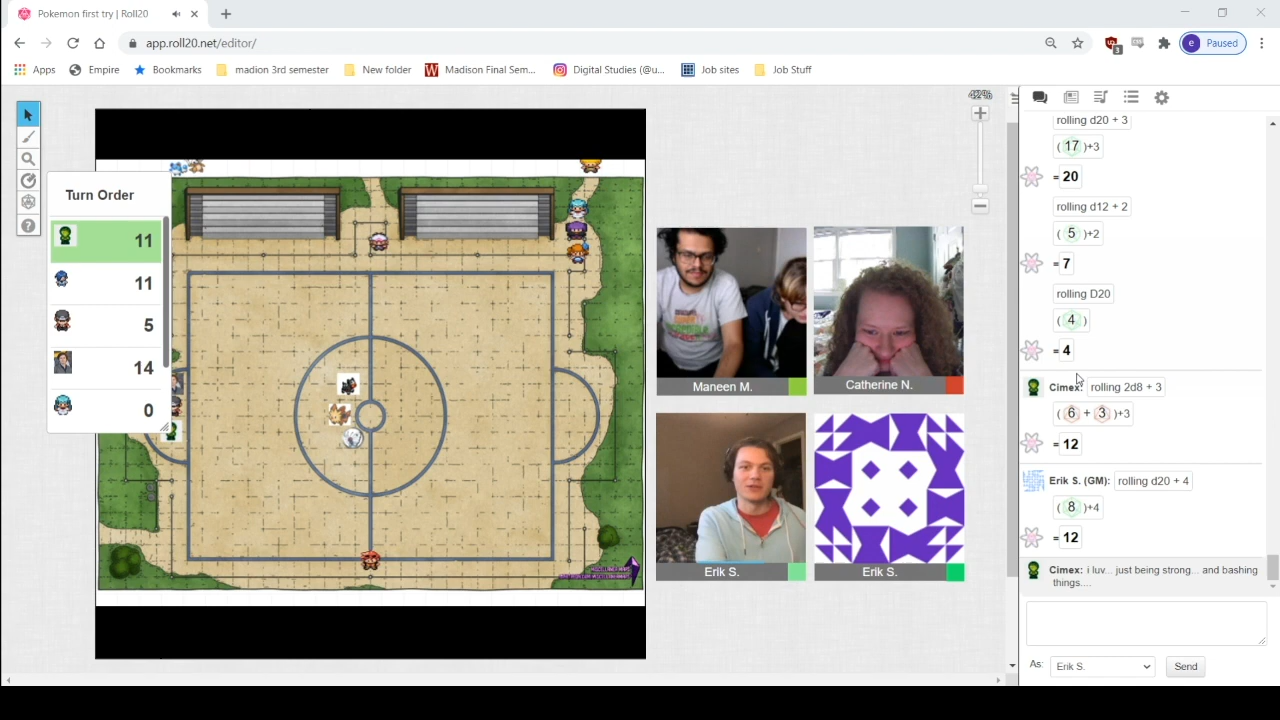 Pokemon first try | Roll20
app.roll20.net/editor/
3
e Paused
Apps Empire Bookmarks madion 3rd semester New folder Madison Final Sem... Digital Studies (@u... Job sites Job Stuff
42%
Turn Order
11
11
5
14
0
Maneen M.
Catherine N.
Erik S.
Erik S.
rolling d20 + 3
( 17 )+3
= 20
rolling d12 + 2
( 5 )+2
= 7
rolling D20
( 4 )
= 4
Cimex: rolling 2d8 + 3
( 6 + 3 )+3
= 12
Erik S. (GM): rolling d20 + 4
( 8 )+4
= 12
Cimex: i luv... just being strong... and bashing
things....
As: Erik S. Send